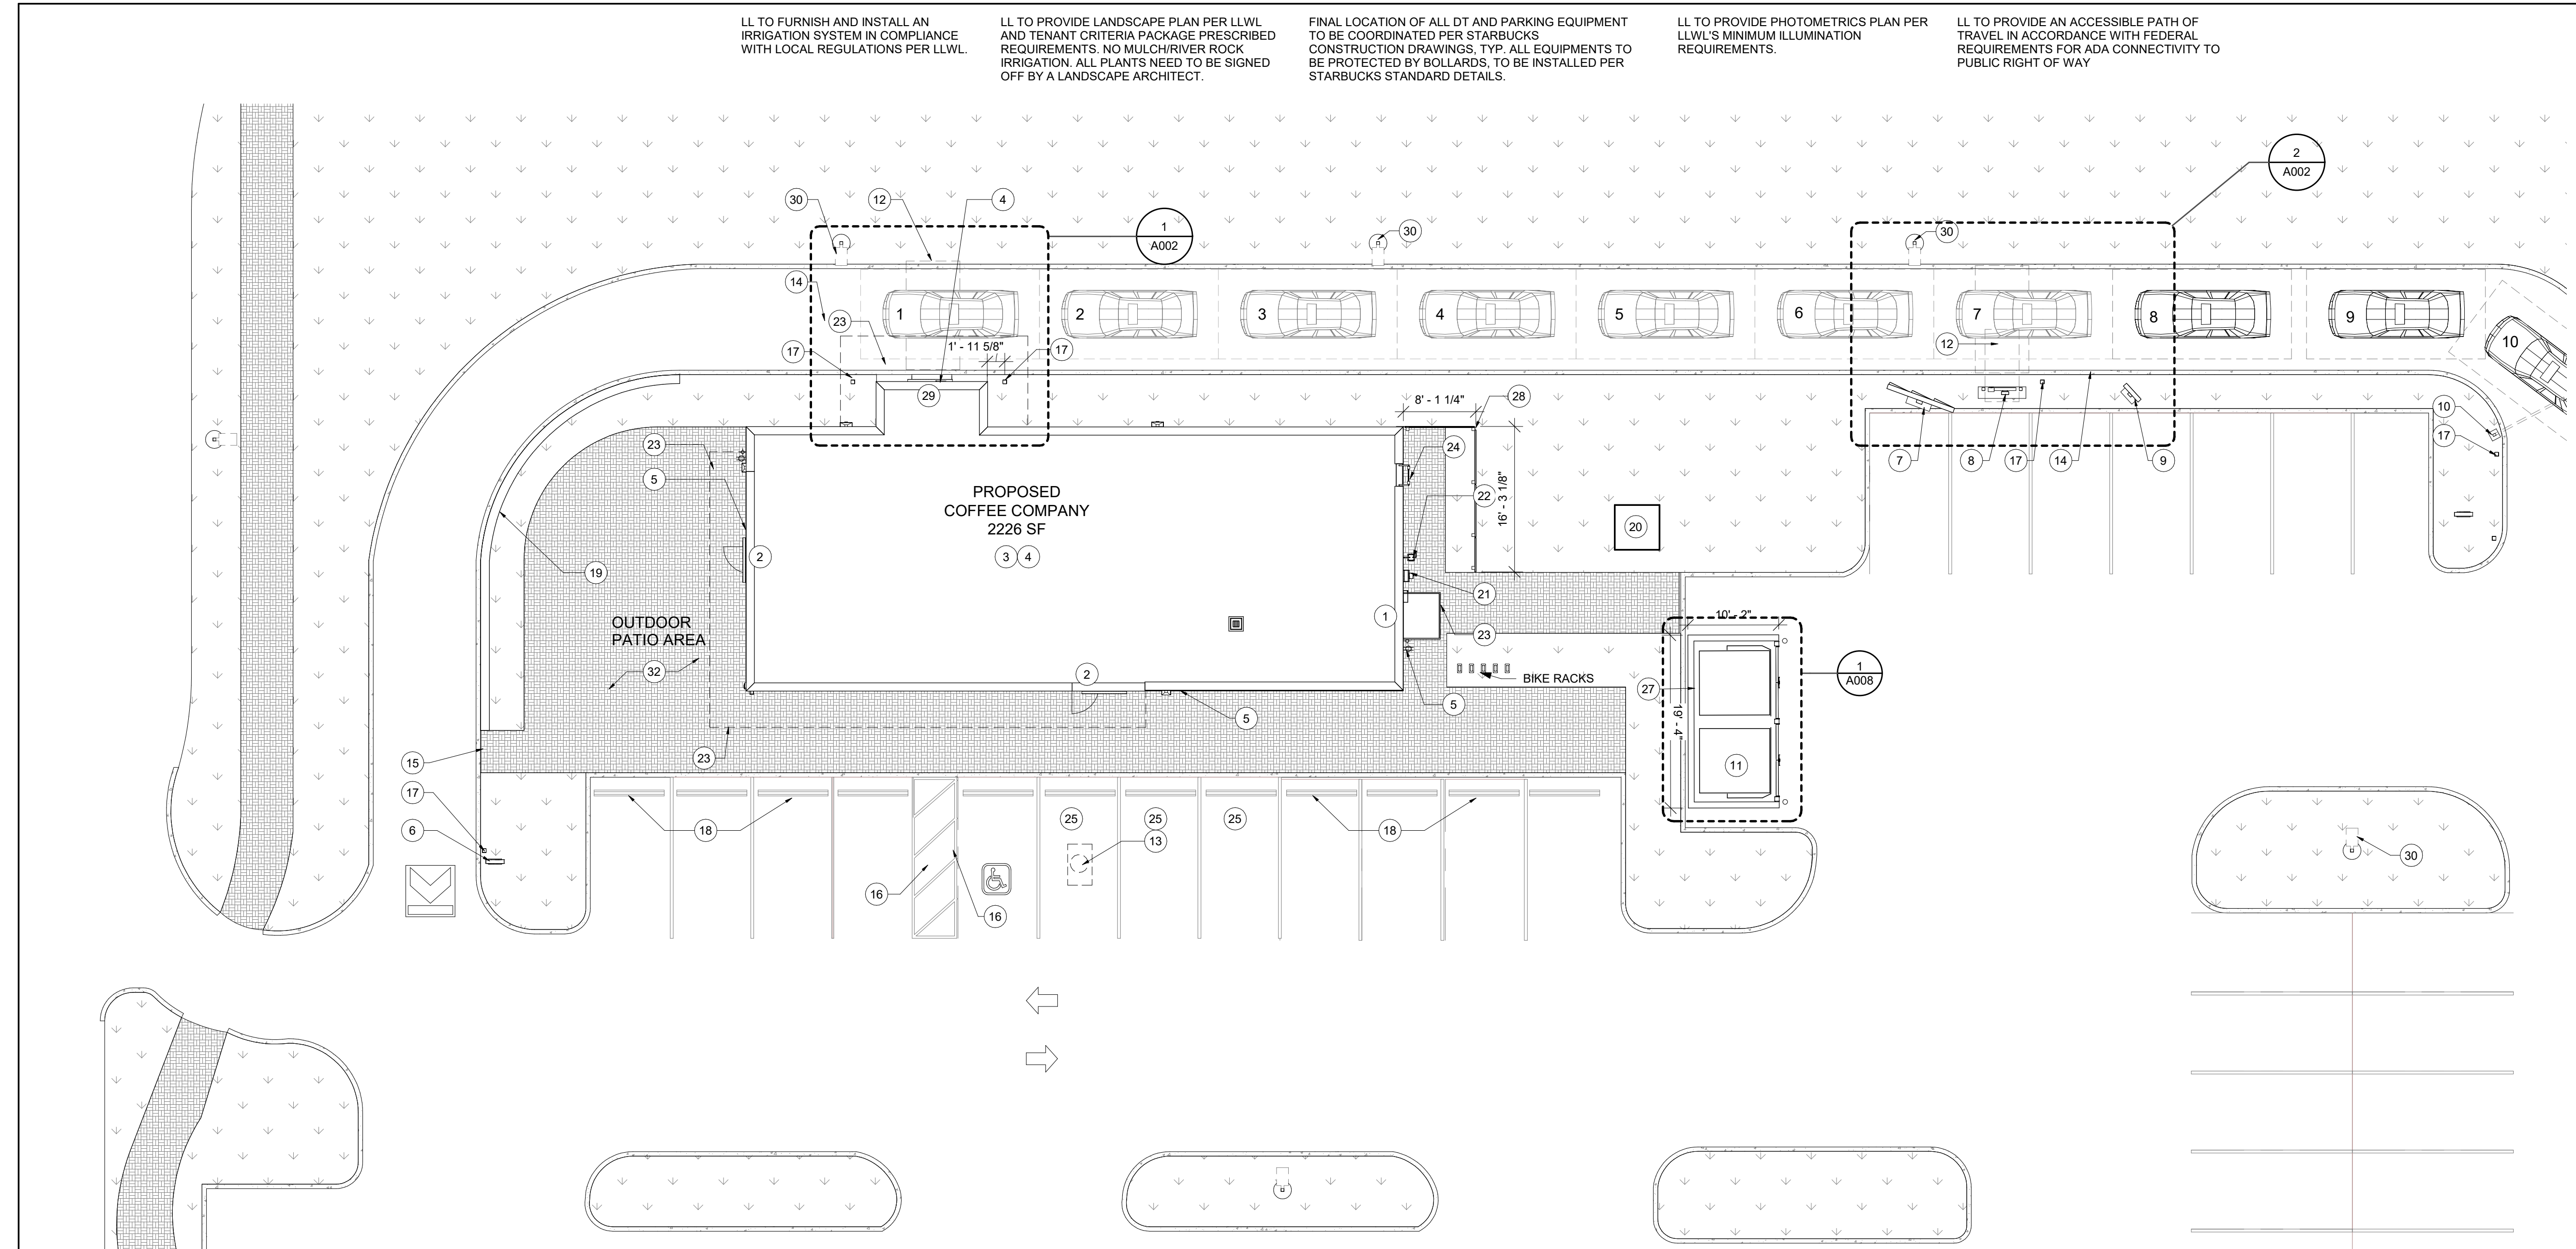 LL TO FURNISH AND INSTALL AN
IRRIGATION SYSTEM IN COMPLIANCE
WITH LOCAL REGULATIONS PER LLWL.
LL TO PROVIDE LANDSCAPE PLAN PER LLWL
AND TENANT CRITERIA PACKAGE PRESCRIBED
REQUIREMENTS. NO MULCH/RIVER ROCK
IRRIGATION. ALL PLANTS NEED TO BE SIGNED
OFF BY A LANDSCAPE ARCHITECT.
FINAL LOCATION OF ALL DT AND PARKING EQUIPMENT
TO BE COORDINATED PER STARBUCKS
CONSTRUCTION DRAWINGS, TYP. ALL EQUIPMENTS TO
BE PROTECTED BY BOLLARDS, TO BE INSTALLED PER
STARBUCKS STANDARD DETAILS.
LL TO PROVIDE PHOTOMETRICS PLAN PER
LLWL'S MINIMUM ILLUMINATION
REQUIREMENTS.
LL TO PROVIDE AN ACCESSIBLE PATH OF
TRAVEL IN ACCORDANCE WITH FEDERAL
REQUIREMENTS FOR ADA CONNECTIVITY TO
PUBLIC RIGHT OF WAY
2
A002
30
12
4
1
A002
30
30
14
23
1
2
3
4
5
6
7
8
9
10
17
1' - 11 5/8"
17
12
29
8' - 1 1/4"
28
10
17
7
8
17
14
9
23
5
24
22
16' - 3 1/8"
PROPOSED
COFFEE COMPANY
2226 SF
3
4
2
20
19
21
OUTDOOR
PATIO AREA
1
23
10' - 2"
32
2
BIKE RACKS
27
1
A008
5
5
19' - 4"
23
15
11
17
6
18
25
25
25
13
18
16
16
30